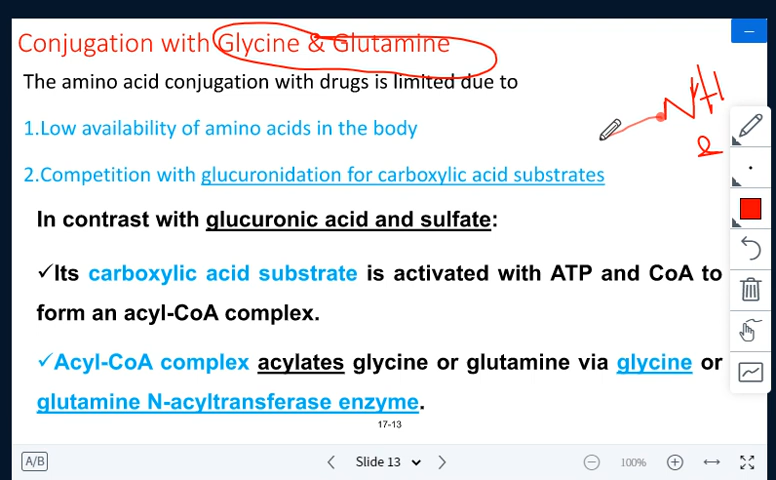 Conjugation with Glycine & Glutamine
The amino acid conjugation with drugs is limited due to
1.Low availability of amino acids in the body
2.Competition with glucuronidation for carboxylic acid substrates
In contrast with glucuronic acid and sulfate:
✓Its carboxylic acid substrate is activated with ATP and CoA to
form an acyl-CoA complex.
✓Acyl-CoA complex acylates glycine or glutamine via glycine or
glutamine N-acyltransferase enzyme.
17-13
NH
2
A/B
Slide 13
100%